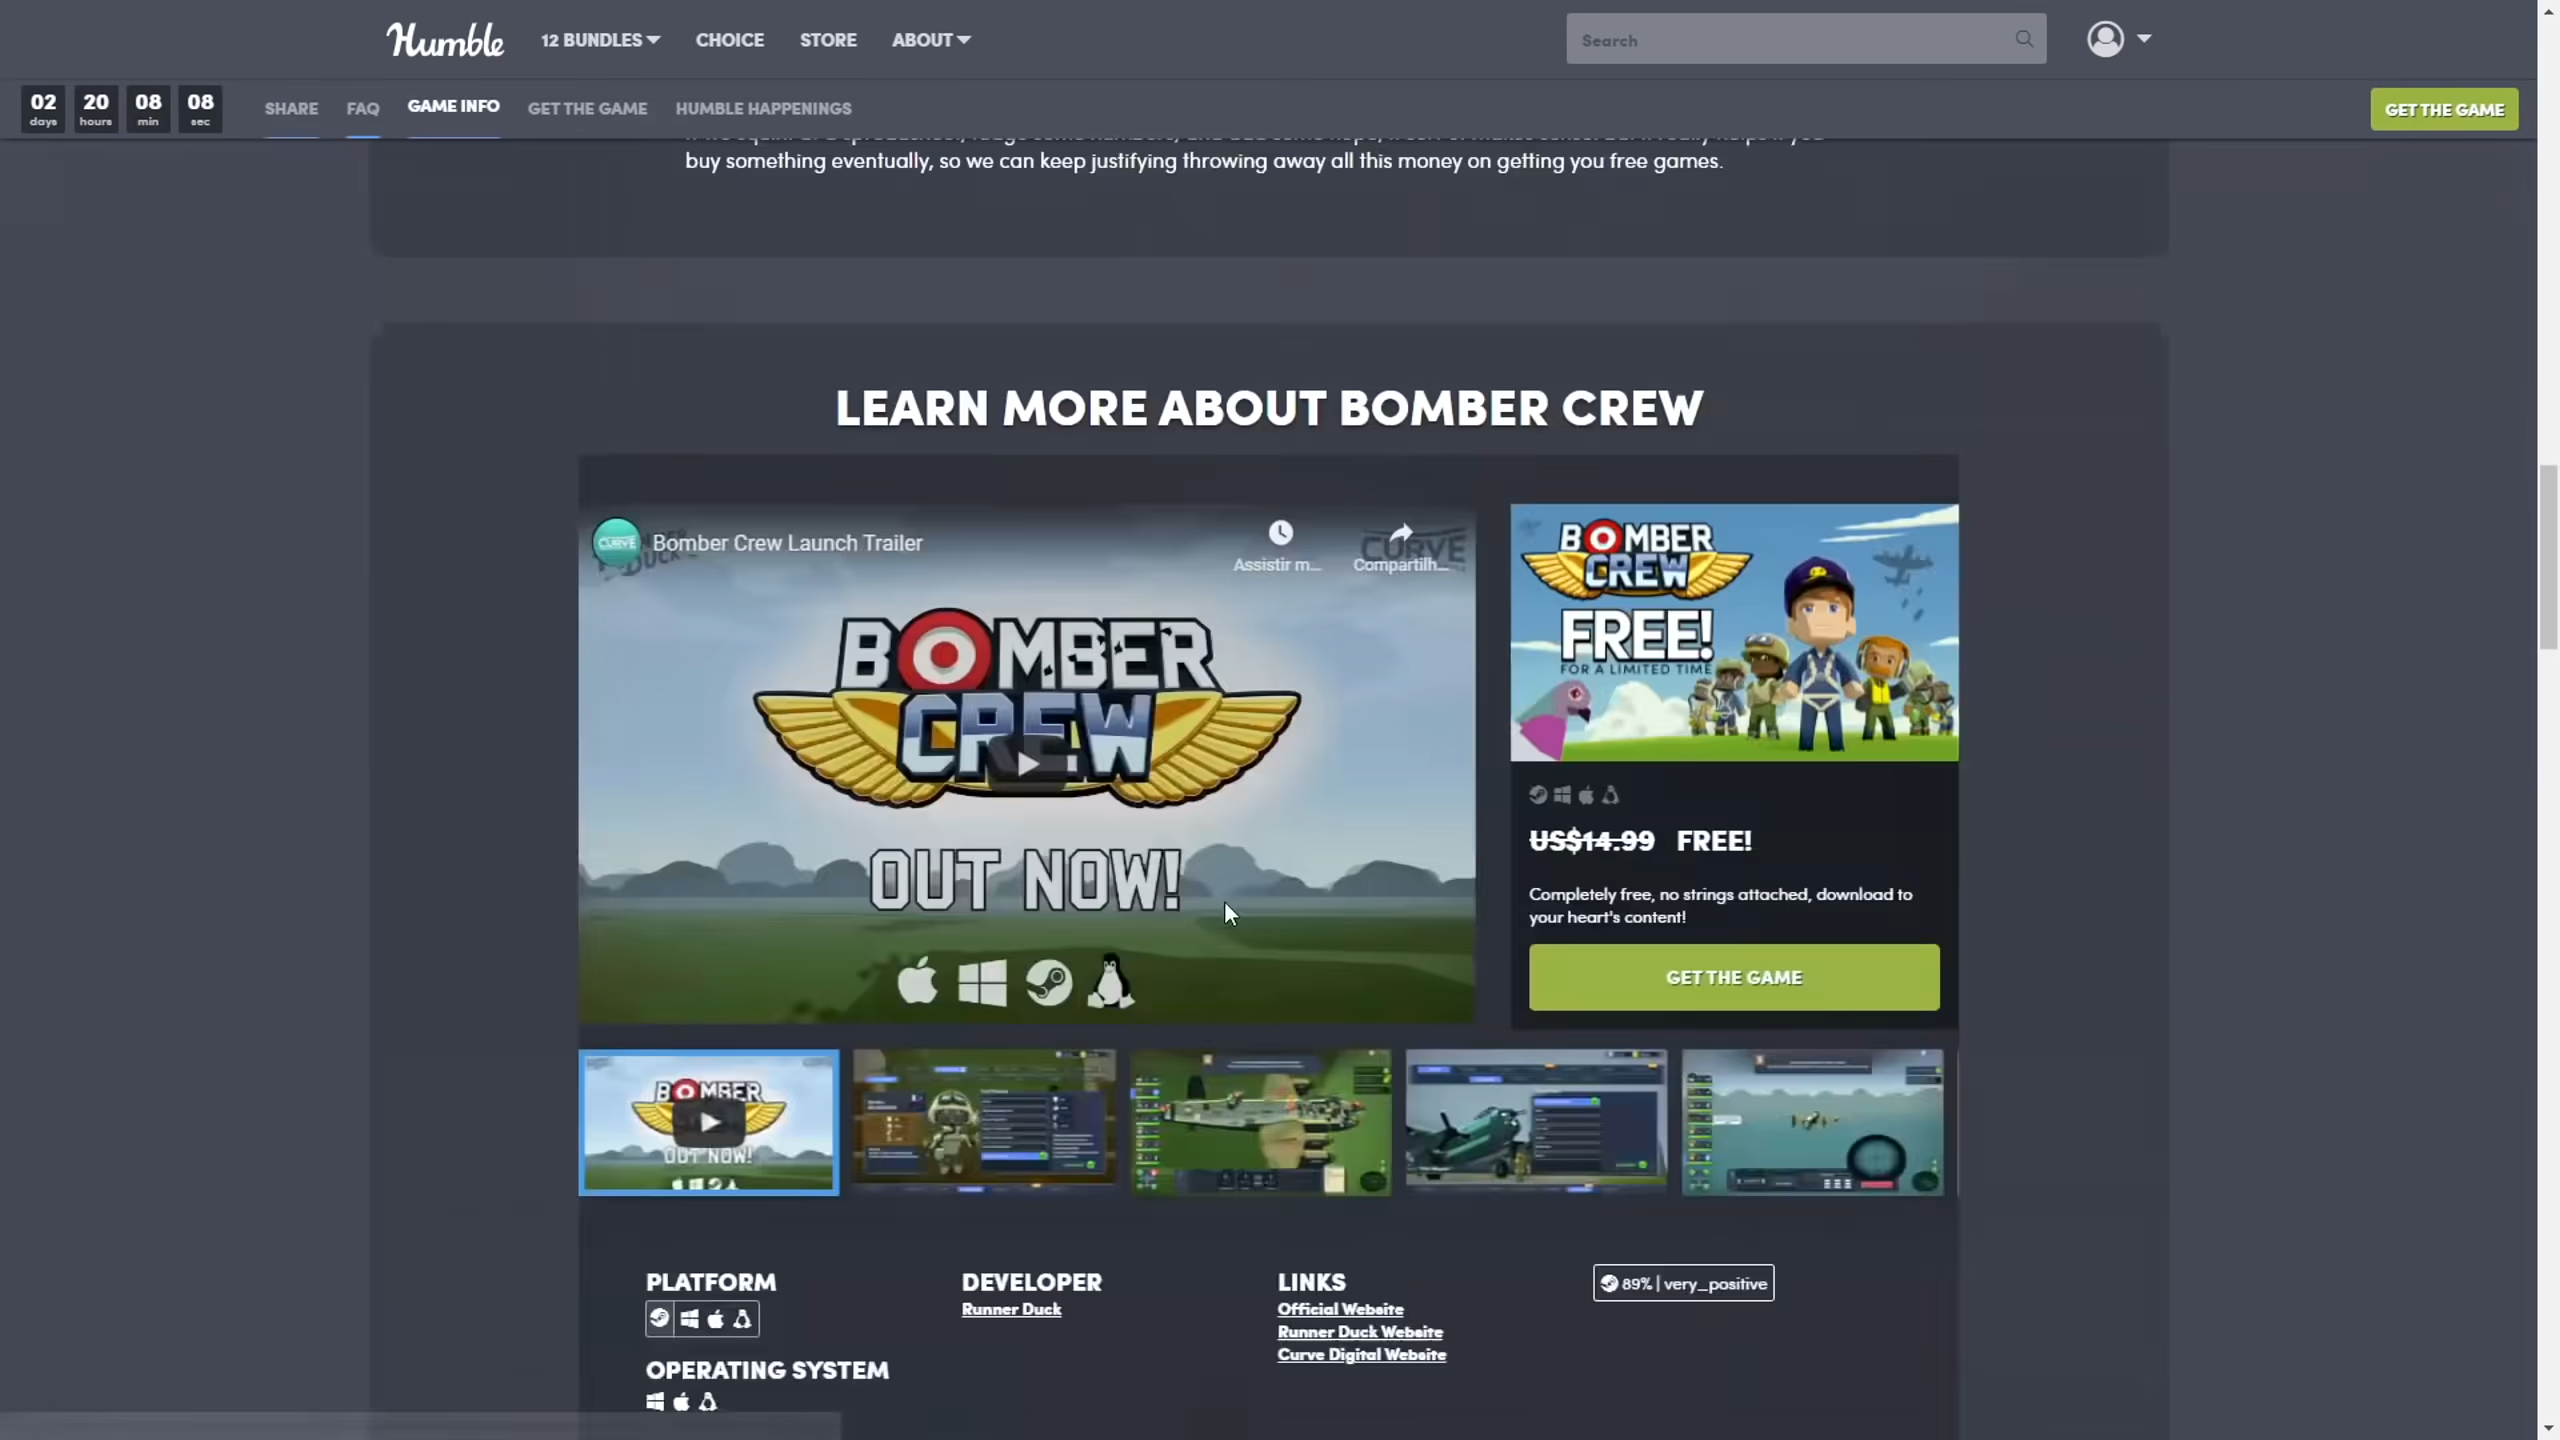 Humble
12 BUNDLES
CHOICE
STORE
ABOUT
Search
02
days
20
hours
08
min
08
sec
SHARE
FAQ
GAME INFO
GET THE GAME
HUMBLE HAPPENINGS
GET THE GAME
buy something eventually, so we can keep justifying throwing away all this money on getting you free games.
LEARN MORE ABOUT BOMBER CREW
CURVE
Bomber Crew Launch Trailer
Assistir m...
Compartilh...
CURVE
BOMBER
CREW
OUT NOW!
BOMBER
CREW
FREE!
FOR A LIMITED TIME
US$14.99 FREE!
Completely free, no strings attached, download to
your heart's content!
GET THE GAME
BOMBER
OUT NOW!
PLATFORM
DEVELOPER
Runner Duck
LINKS
Official Website
Runner Duck Website
Curve Digital Website
89% | very_positive
OPERATING SYSTEM